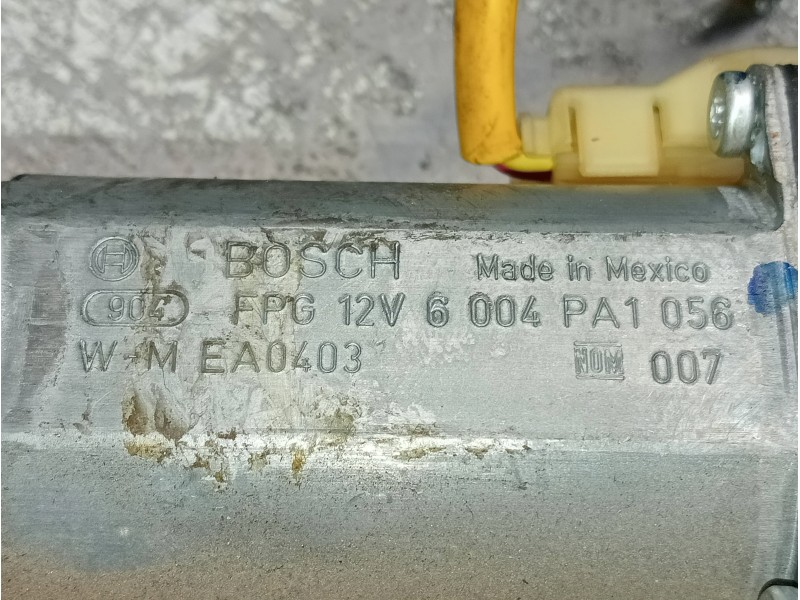 BOSCH Made in Mexico
904 FPG 12V 6 004 PA1 056
W-M EA0403 NOM 007